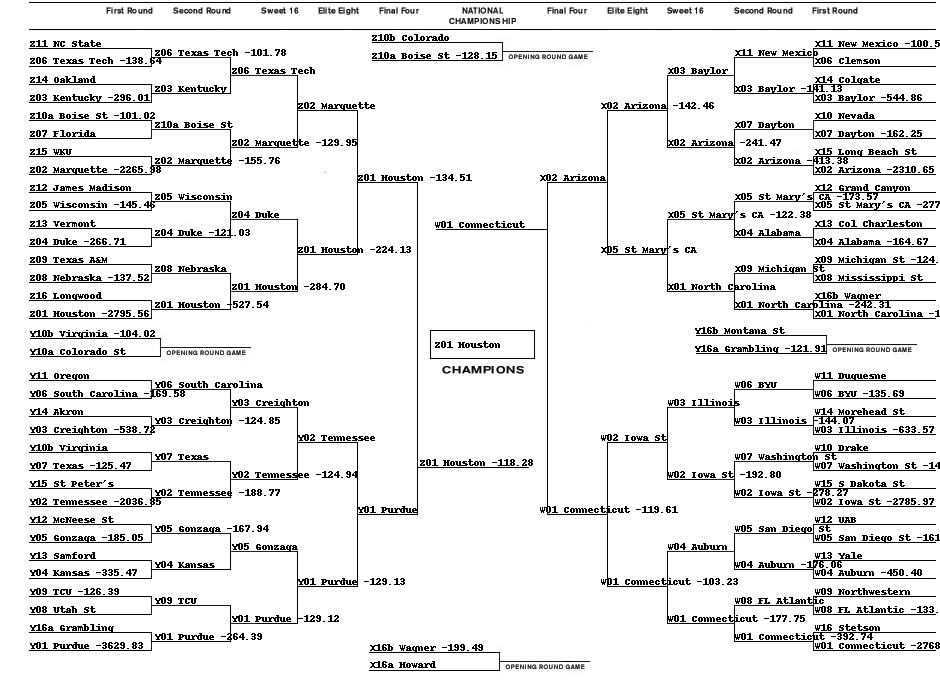 First Round Second Round Sweet 16 Elite Eight Final Four NATIONAL CHAMPIONSHIP Final Four Elite Eight Sweet 16 Second Round First Round
Z11 NC State
Z06 Texas Tech -138.64
Z14 Oakland
Z03 Kentucky -296.01
Z10a Boise St -101.02
Z07 Florida
Z15 WKU
Z02 Marquette -2265.98
Z12 James Madison
Z05 Wisconsin -145.46
Z13 Vermont
Z04 Duke -266.71
Z09 Texas A&M
Z08 Nebraska -137.52
Z16 Longwood
Z01 Houston -2795.56
Z06 Texas Tech -101.78
Z03 Kentucky
Z10a Boise St
Z02 Marquette -155.76
Z05 Wisconsin
Z04 Duke -121.03
Z08 Nebraska
Z01 Houston -527.54
Z06 Texas Tech
Z02 Marquette -129.95
Z04 Duke
Z01 Houston -284.70
Z02 Marquette
Z01 Houston -224.13
Z01 Houston -134.51
Z10b Colorado
Z10a Boise St -128.15
OPENING ROUND GAME
Y10b Virginia -104.02
Y10a Colorado St
OPENING ROUND GAME
Y11 Oregon
Y06 South Carolina -169.58
Y14 Akron
Y03 Creighton -538.72
Y10b Virginia
Y07 Texas -125.47
Y15 St Peter's
Y02 Tennessee -2036.85
Y12 McNeese St
Y05 Gonzaga -185.05
Y13 Samford
Y04 Kansas -335.47
Y09 TCU -126.39
Y08 Utah St
Y16a Grambling
Y01 Purdue -3629.83
Y06 South Carolina
Y03 Creighton -124.85
Y07 Texas
Y02 Tennessee -188.77
Y05 Gonzaga -167.94
Y04 Kansas
Y09 TCU
Y01 Purdue -264.39
Y03 Creighton
Y02 Tennessee -124.94
Y05 Gonzaga
Y01 Purdue -129.12
Y02 Tennessee
Y01 Purdue -129.13
Y01 Purdue
Z01 Houston -118.28
W01 Connecticut
Z01 Houston
CHAMPIONS
X16b Wagner -199.49
X16a Howard
OPENING ROUND GAME
X02 Arizona
W01 Connecticut -119.61
X02 Arizona -142.46
X05 St Mary's CA
X03 Baylor
X02 Arizona -241.47
X05 St Mary's CA -122.38
X01 North Carolina
X11 New Mexico
X03 Baylor -141.13
X07 Dayton
X02 Arizona -413.38
X05 St Mary's CA -173.57
X04 Alabama
X09 Michigan St
X01 North Carolina -242.31
X11 New Mexico -100.5
X06 Clemson
X14 Colgate
X03 Baylor -544.86
X10 Nevada
X07 Dayton -162.25
X15 Long Beach St
X02 Arizona -2310.65
X12 Grand Canyon
X05 St Mary's CA -277
X13 Col Charleston
X04 Alabama -164.67
X09 Michigan St -124.
X08 Mississippi St
X16b Wagner
X01 North Carolina -1
Y16b Montana St
Y16a Grambling -121.91
OPENING ROUND GAME
W02 Iowa St
W01 Connecticut -103.23
W03 Illinois
W02 Iowa St -192.80
W04 Auburn
W01 Connecticut -177.75
W06 BYU
W03 Illinois -144.07
W07 Washington St
W02 Iowa St -278.27
W05 San Diego St
W04 Auburn -176.06
W08 FL Atlantic
W01 Connecticut -392.74
W11 Duquesne
W06 BYU -135.69
W14 Morehead St
W03 Illinois -633.57
W10 Drake
W07 Washington St -14
W15 S Dakota St
W02 Iowa St -2785.97
W12 UAB
W05 San Diego St -161
W13 Yale
W04 Auburn -450.40
W09 Northwestern
W08 FL Atlantic -133.
W16 Stetson
W01 Connecticut -2768